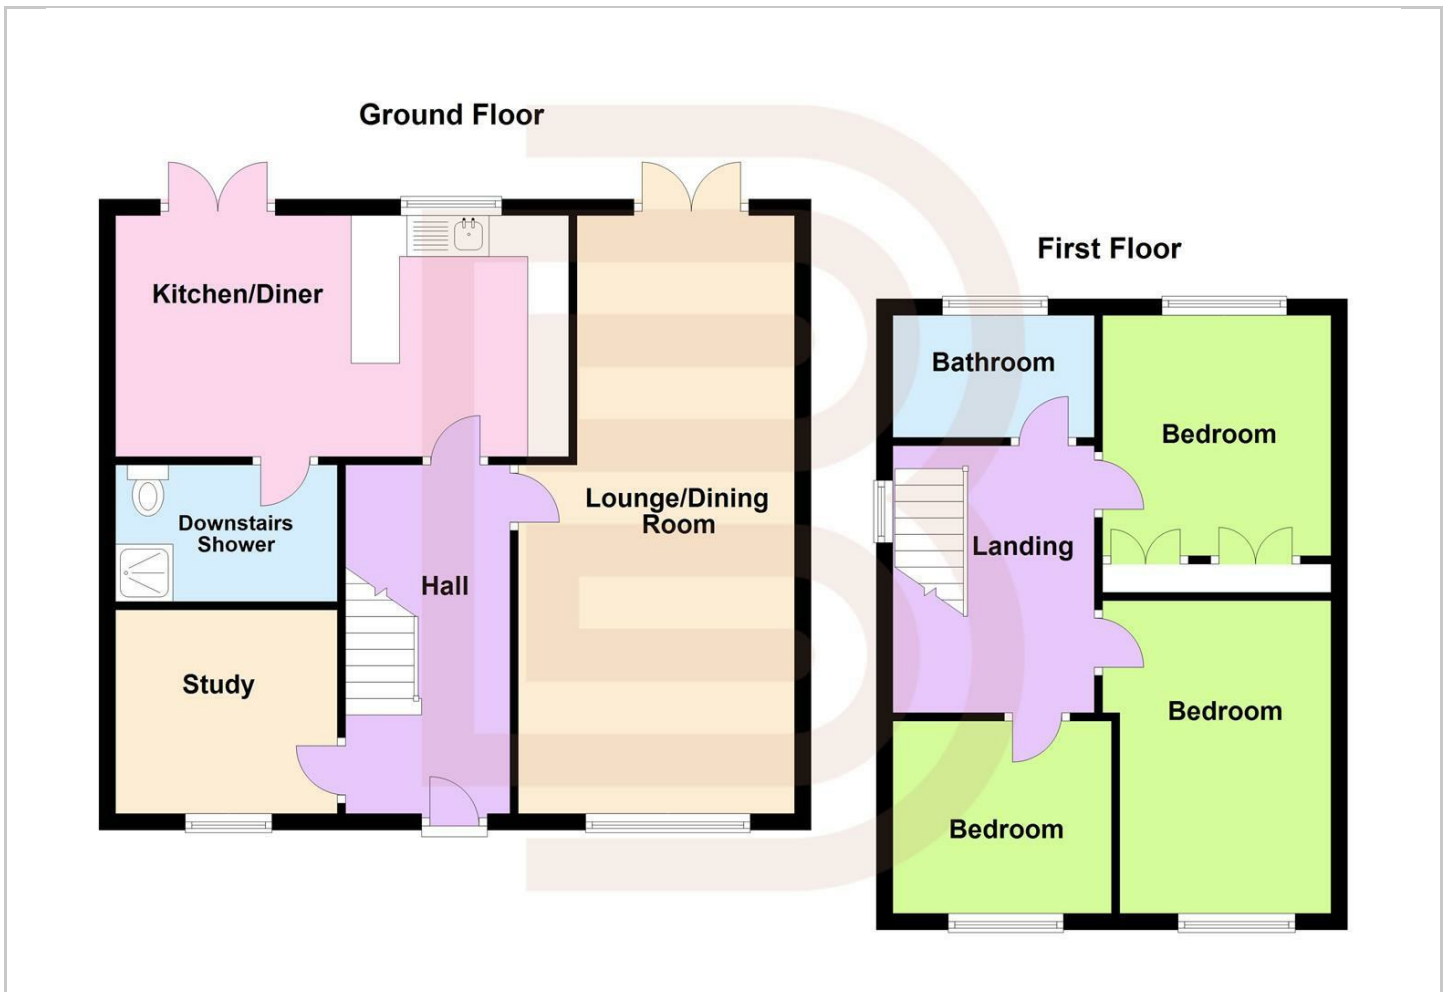 Ground Floor
Kitchen/Diner
Downstairs
Shower
Hall
Lounge/Dining
Room
Study
First Floor
Bathroom
Bedroom
Landing
Bedroom
Bedroom